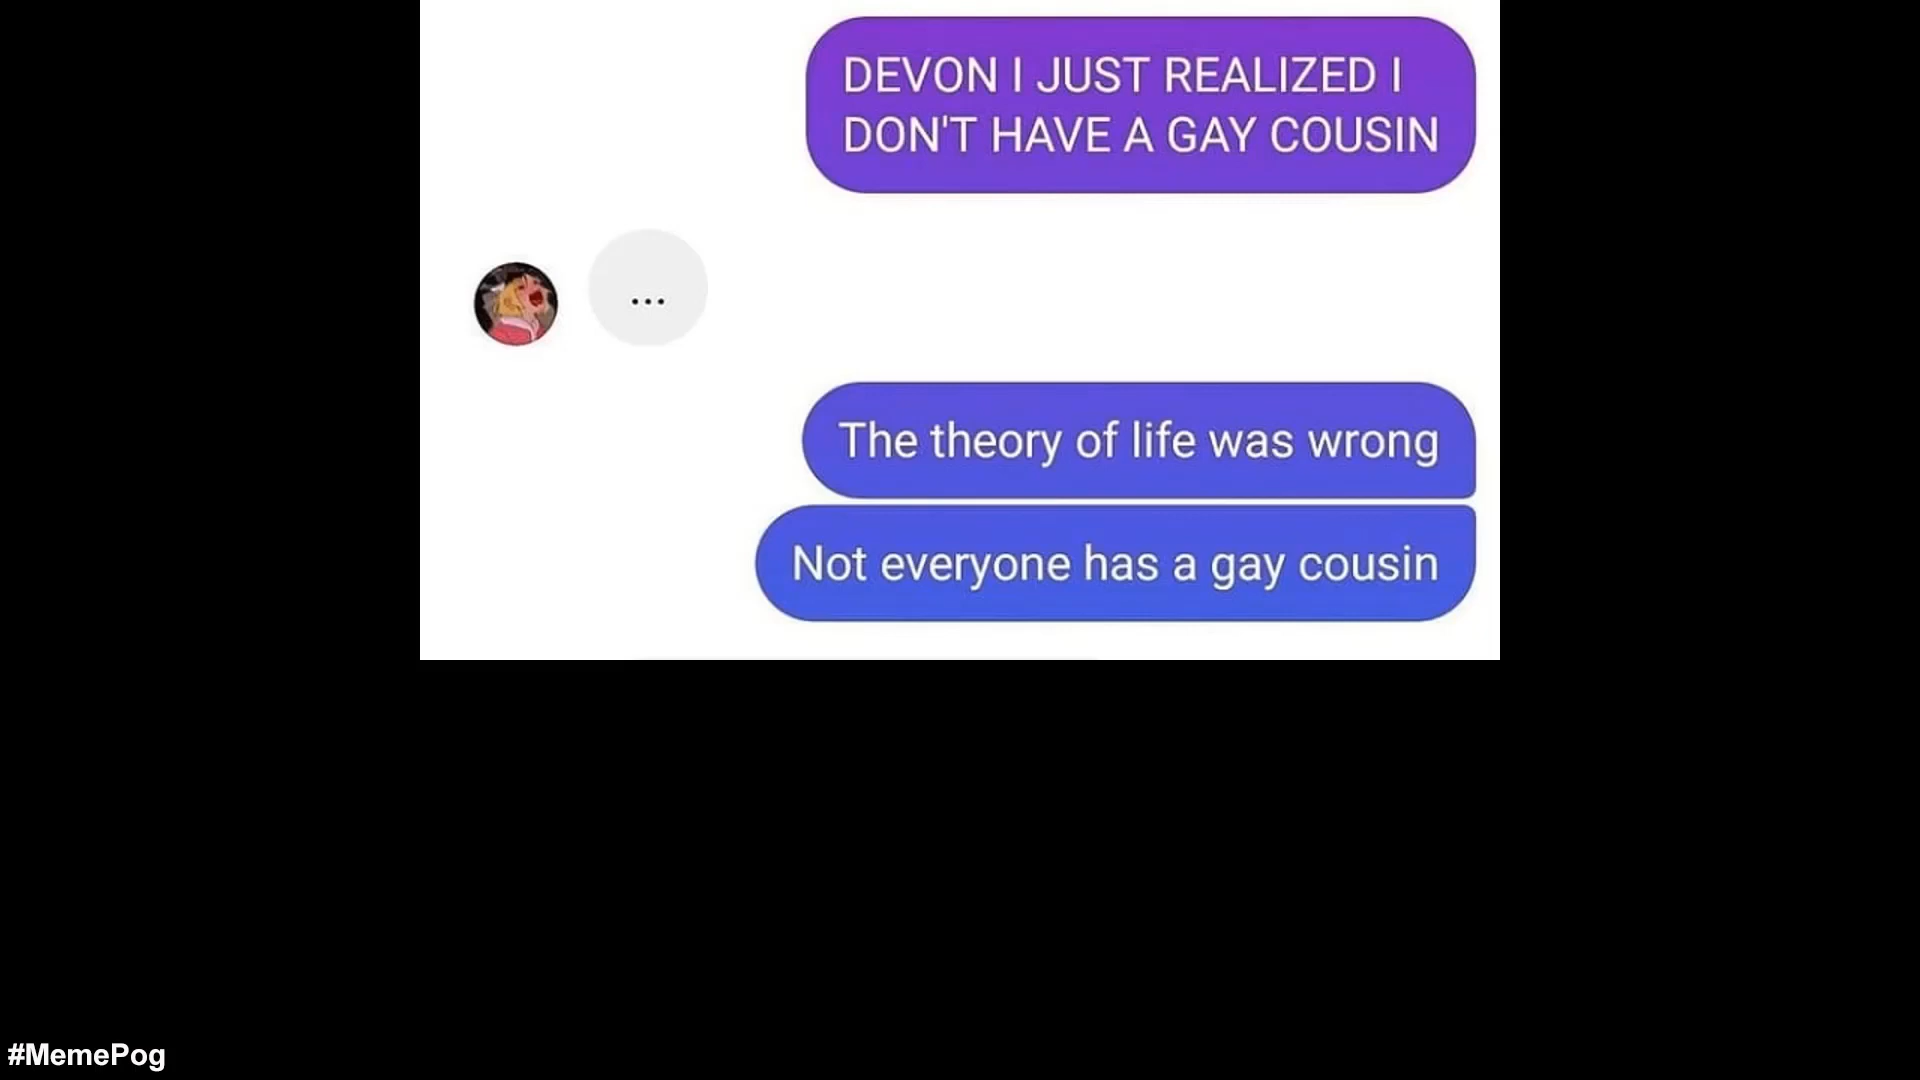 DEVON I JUST REALIZED I
DON'T HAVE A GAY COUSIN
...
The theory of life was wrong
Not everyone has a gay cousin
#MemePog